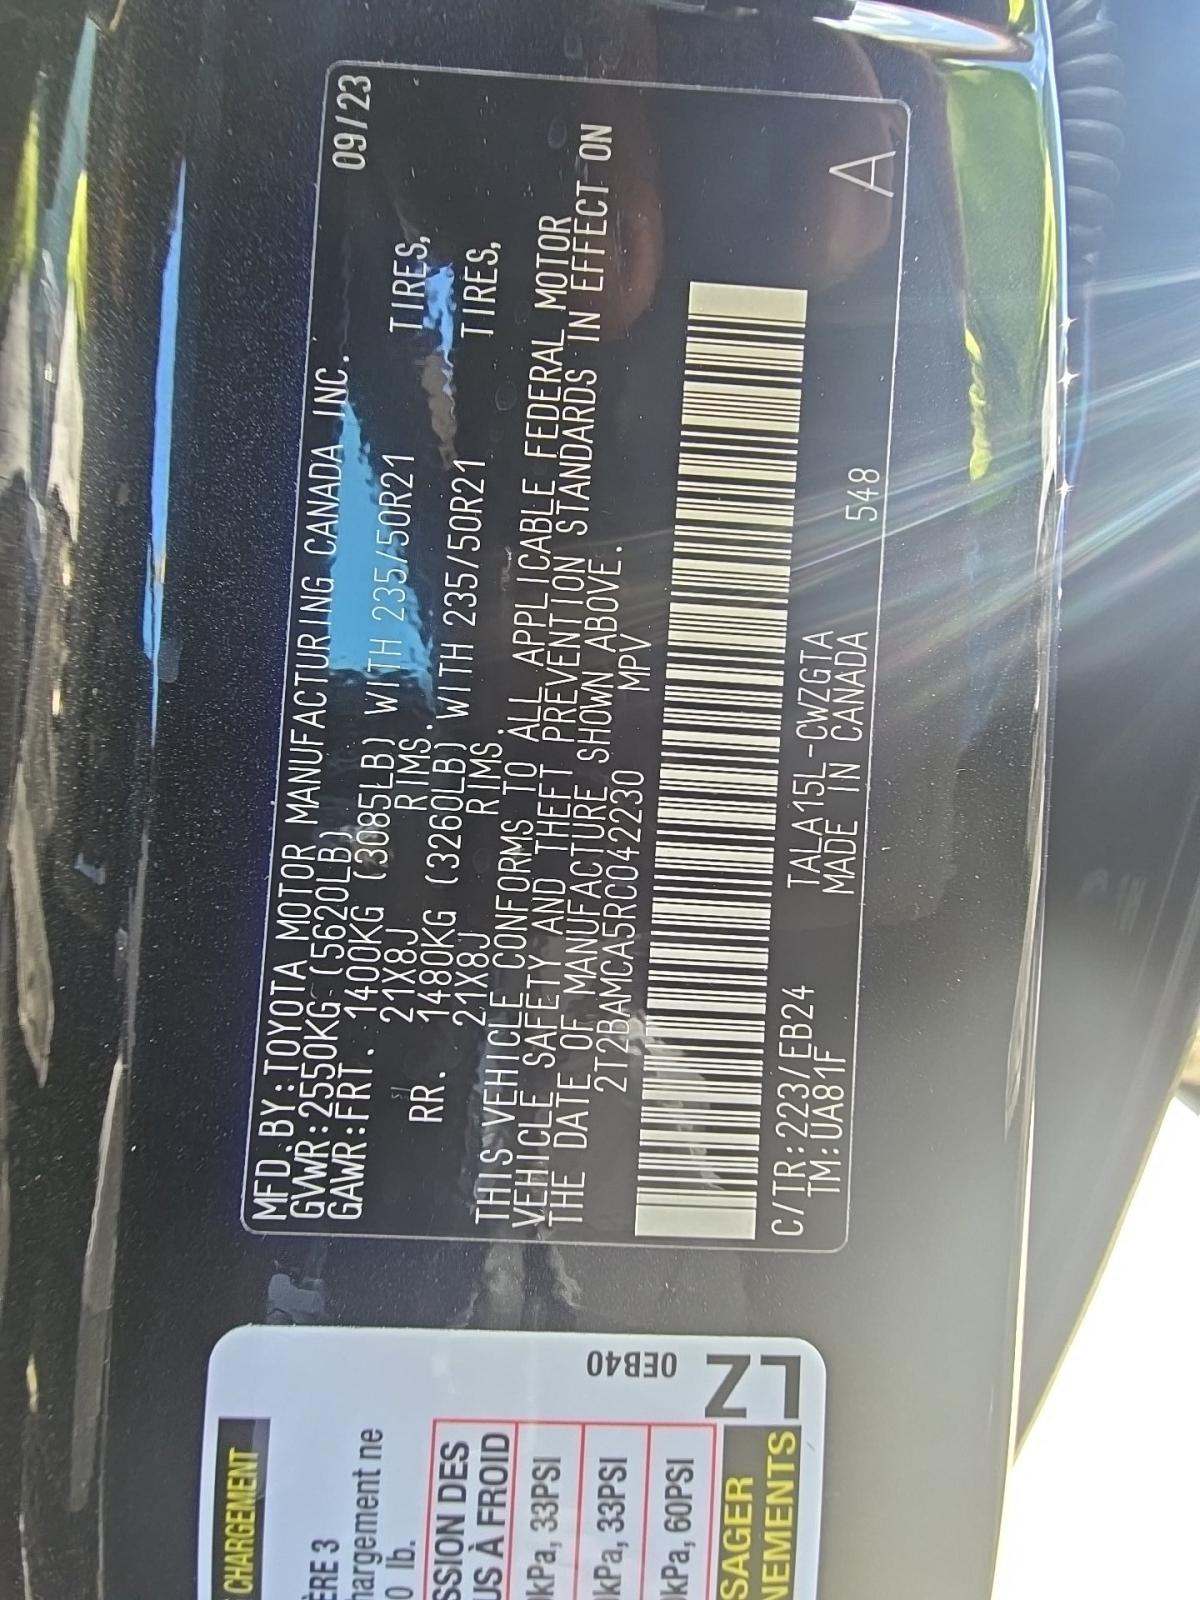 MFD.BY:TOYOTA MOTOR MANUFACTURING CANADA INC. 09/23
GVWR:2550KG(5620LB)
GAWR:FRT. 1400KG (3085LB) WITH 235/50R21 TIRES,
21X8J RIMS.
RR. 1480KG (3260LB) WITH 235/50R21 TIRES,
21X8J RIMS.
THIS VEHICLE CONFORMS TO ALL APPLICABLE FEDERAL MOTOR
VEHICLE SAFETY AND THEFT PREVENTION STANDARDS IN EFFECT ON
THE DATE OF MANUFACTURE SHOWN ABOVE.
2T2BAMCA5RC042230 MPV
C/TR:223/EB24 TALA15L-CWZGTA
TM:UA81F MADE IN CANADA 548 A
CHARGEMENT
ÈRE 3
hargement ne
0 lb.
SSION DES
US À FROID
0kPa, 33PSI
0kPa, 33PSI
kPa, 60PSI
SAGER
NEMENTS
0EB40
LZ